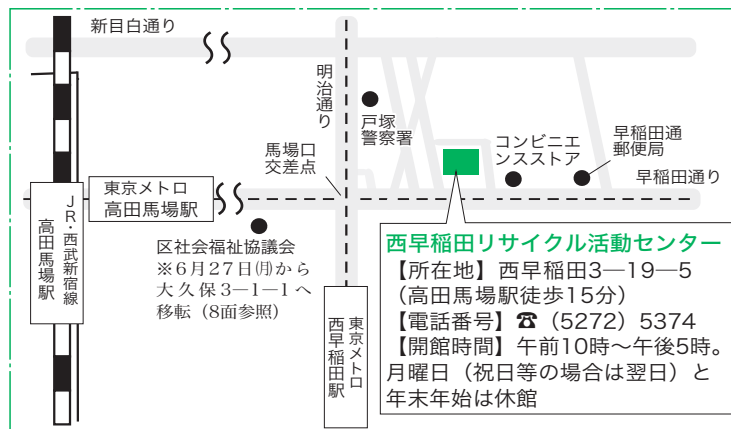 新目白通り
明治通り
戸塚
警察署
馬場口
交差点
コンビニエ
ンスストア
早稲田通
郵便局
早稲田通り
東京メトロ
高田馬場駅
JR・西武新宿線
高田馬場駅
区社会福祉協議会
※6月27日㈪から
大久保3―1―1へ
移転（8面参照）
東京メトロ
西早稲田駅
西早稲田リサイクル活動センター
【所在地】西早稲田3―19―5
（高田馬場駅徒歩15分）
【電話番号】☎（5272）5374
【開館時間】午前10時～午後5時。
月曜日（祝日等の場合は翌日）と
年末年始は休館